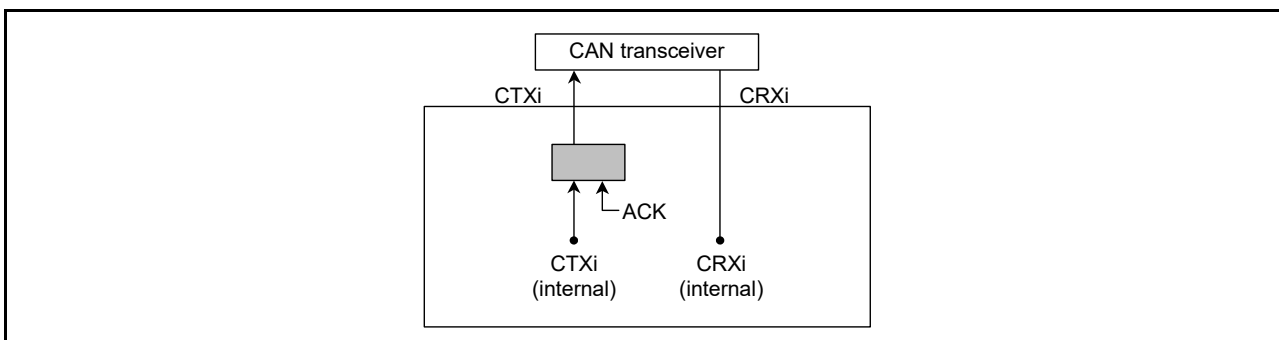 CAN transceiver
CTXi
CRXi
ACK
CTXi
(internal)
CRXi
(internal)